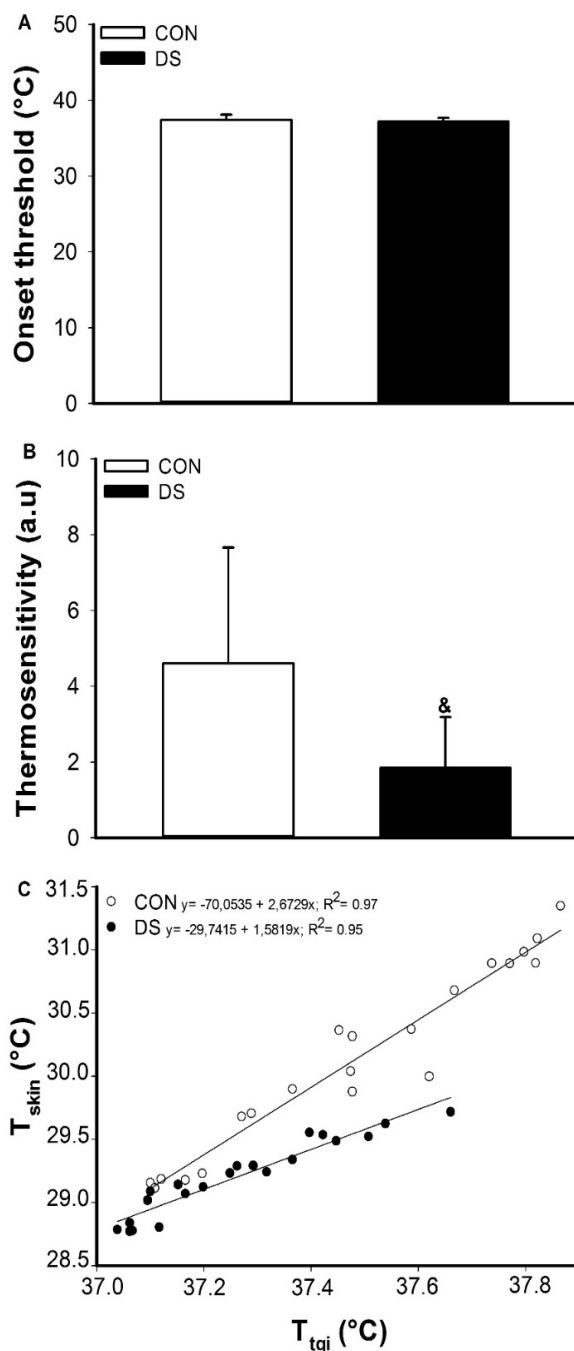 A
CON
DS
Onset threshold (°C)
50
40
30
20
10
0
B
CON
DS
Thermosensitivity (a.u)
10
8
6
4
2
0
&
C
CON y= -70,0535 + 2,6729x; R²= 0.97
DS y= -29,7415 + 1,5819x; R²= 0.95
T skin (°C)
31.5
31.0
30.5
30.0
29.5
29.0
28.5
37.0 37.2 37.4 37.6 37.8
T tgi (°C)